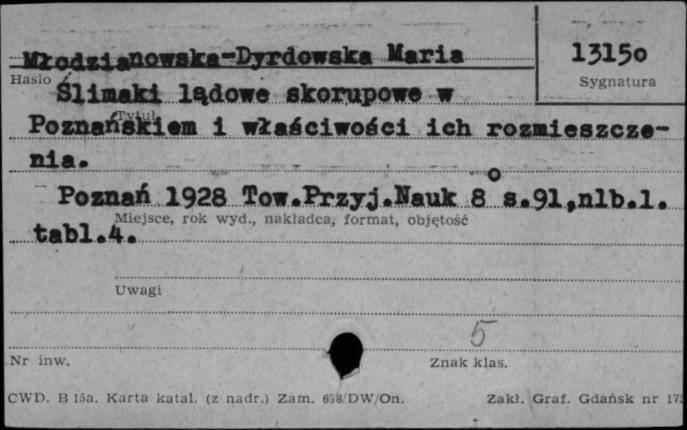 Młodzianowska-Dyrdowska Maria
13150
Hasło
Sygnatura
Ślimaki lądowe skorupowe w
Tytuł
Poznańskiem i właściwości ich rozmieszcze-
nia.
Poznań 1928 Tow.Przyj.Nauk 8° s.91,nlb.1.
Miejsce, rok wyd., nakładca, format, objętość
tabl.4.
Uwagi
5
Nr inw.
Znak klas.
CWD. B 15a. Karta katal. (z nadr.) Zam. 658/DW/On.
Zakł. Graf. Gdańsk nr